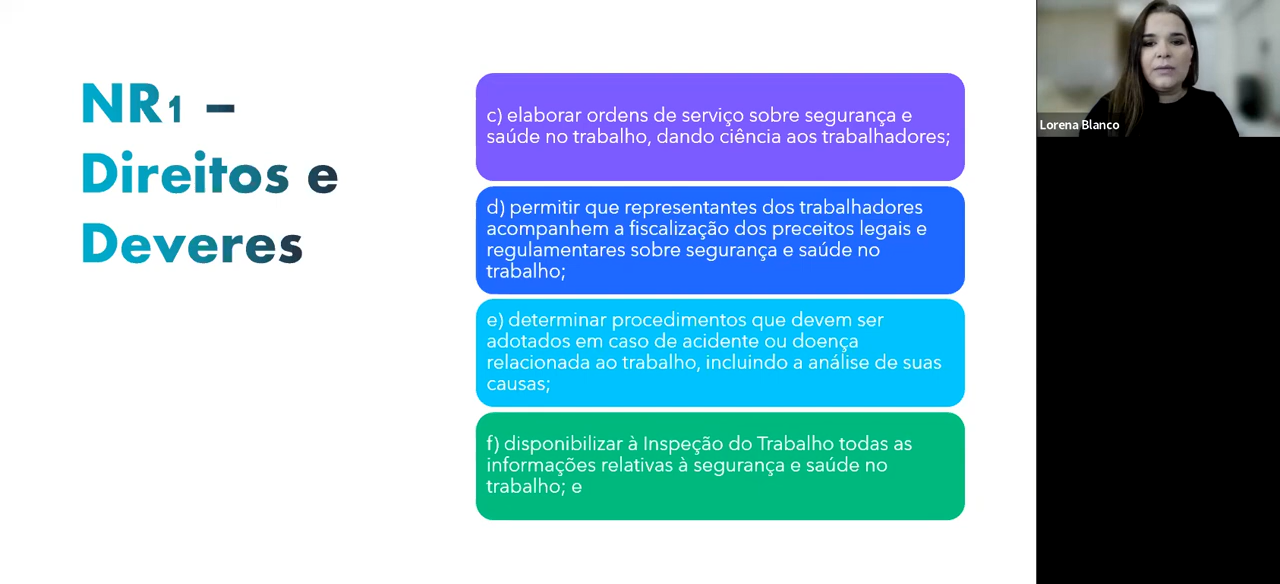 NR1 –
Direitos e
Deveres
c) elaborar ordens de serviço sobre segurança e
saúde no trabalho, dando ciência aos trabalhadores;
d) permitir que representantes dos trabalhadores
acompanhem a fiscalização dos preceitos legais e
regulamentares sobre segurança e saúde no
trabalho;
e) determinar procedimentos que devem ser
adotados em caso de acidente ou doença
relacionada ao trabalho, incluindo a análise de suas
causas;
f) disponibilizar à Inspeção do Trabalho todas as
informações relativas à segurança e saúde no
trabalho; e
Lorena Blanco